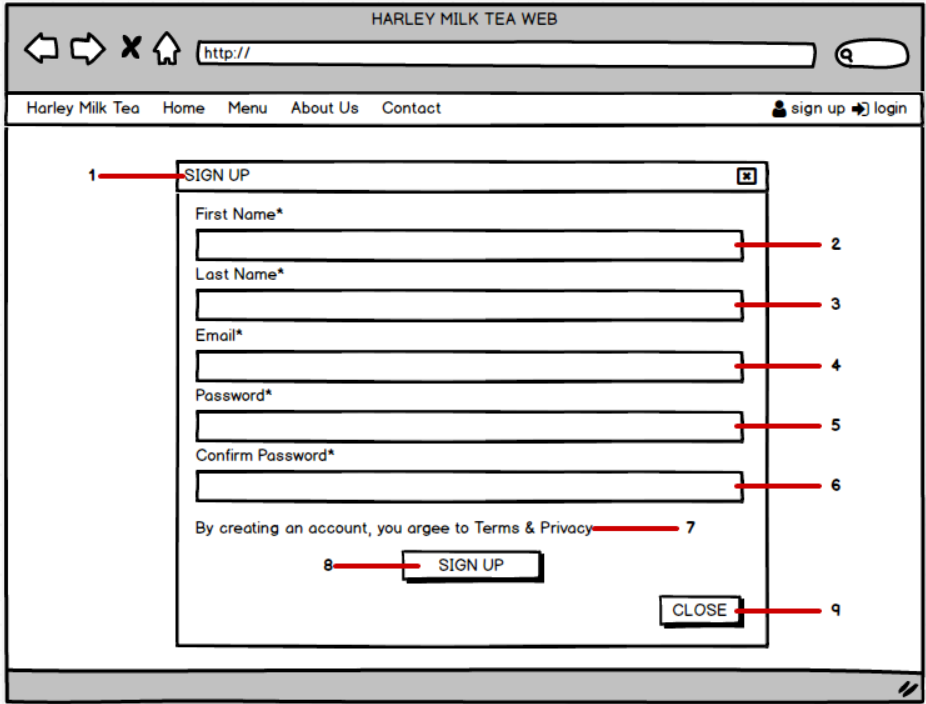 HARLEY MILK TEA WEB
http://
Harley Milk Tea Home Menu About Us Contact sign up login
1 SIGN UP
First Name*
2
Last Name*
3
Email*
4
Password*
5
Confirm Password*
6
By creating an account, you argee to Terms & Privacy 7
8 SIGN UP
CLOSE 9